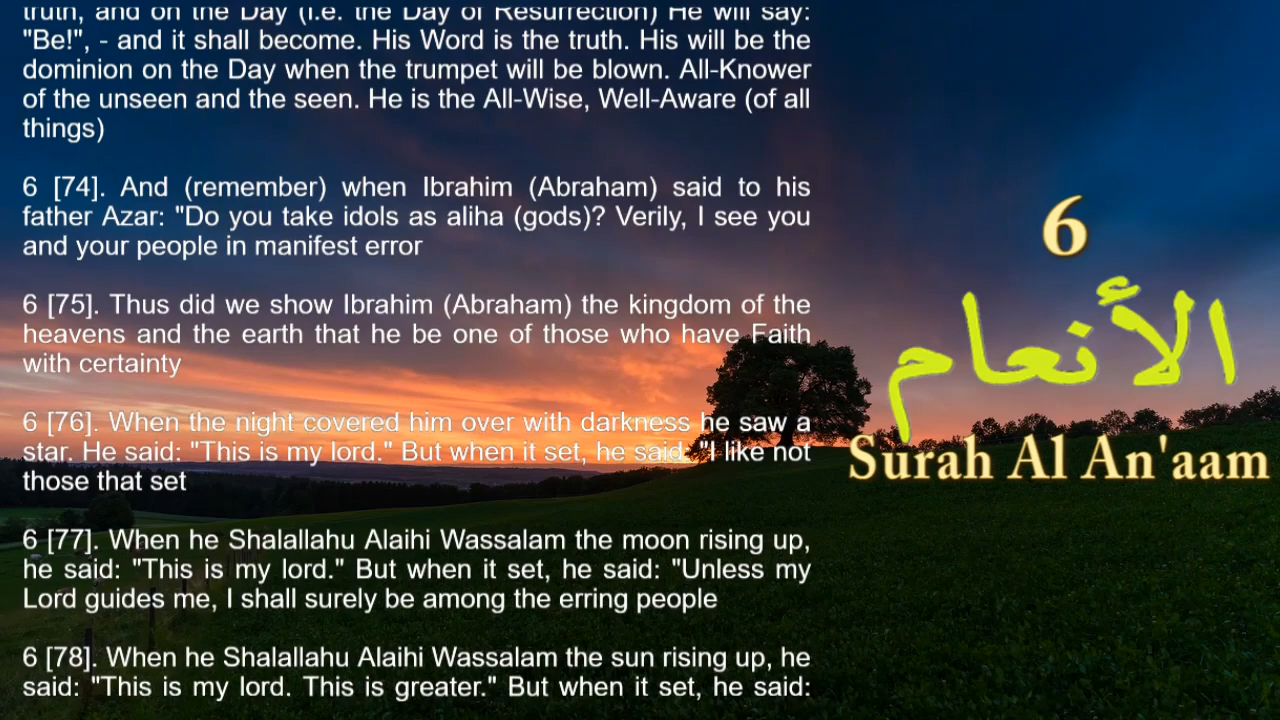 truth, and on the Day (i.e. the Day of Resurrection) He will say:
"Be!", - and it shall become. His Word is the truth. His will be the
dominion on the Day when the trumpet will be blown. All-Knower
of the unseen and the seen. He is the All-Wise, Well-Aware (of all
things)
6 [74]. And (remember) when Ibrahim (Abraham) said to his
father Azar: "Do you take idols as aliha (gods)? Verily, I see you
and your people in manifest error
6 [75]. Thus did we show Ibrahim (Abraham) the kingdom of the
heavens and the earth that he be one of those who have Faith
with certainty
6 [76]. When the night covered him over with darkness he saw a
star. He said: "This is my lord." But when it set, he said: "I like not
those that set
6 [77]. When he Shalallahu Alaihi Wassalam the moon rising up,
he said: "This is my lord." But when it set, he said: "Unless my
Lord guides me, I shall surely be among the erring people
6 [78]. When he Shalallahu Alaihi Wassalam the sun rising up, he
said: "This is my lord. This is greater." But when it set, he said:
6
الأنعام
Surah Al An'aam